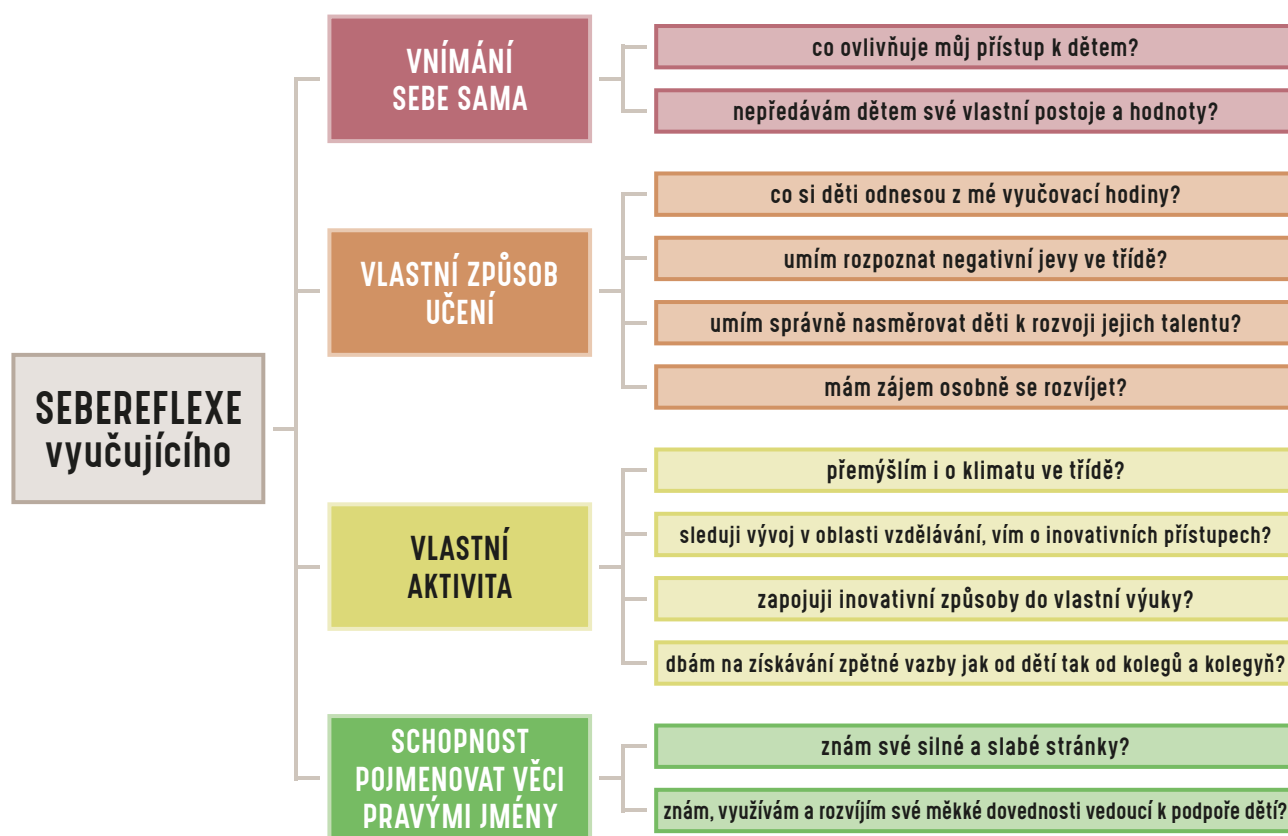 SEBEREFLEXE
vyučujícího
VNÍMÁNÍ
SEBE SAMA
co ovlivňuje můj přístup k dětem?
nepředávám dětem své vlastní postoje a hodnoty?
VLASTNÍ ZPŮSOB
UČENÍ
co si děti odnesou z mé vyučovací hodiny?
umím rozpoznat negativní jevy ve třídě?
umím správně nasměrovat děti k rozvoji jejich talentu?
mám zájem osobně se rozvíjet?
VLASTNÍ
AKTIVITA
přemýšlím i o klimatu ve třídě?
sleduji vývoj v oblasti vzdělávání, vím o inovativních přístupech?
zapojuji inovativní způsoby do vlastní výuky?
dbám na získávání zpětné vazby jak od dětí tak od kolegů a kolegyň?
SCHOPNOST
POJMENOVAT VĚCI
PRAVÝMI JMÉNY
znám své silné a slabé stránky?
znám, využívám a rozvíjím své měkké dovednosti vedoucí k podpoře dětí?